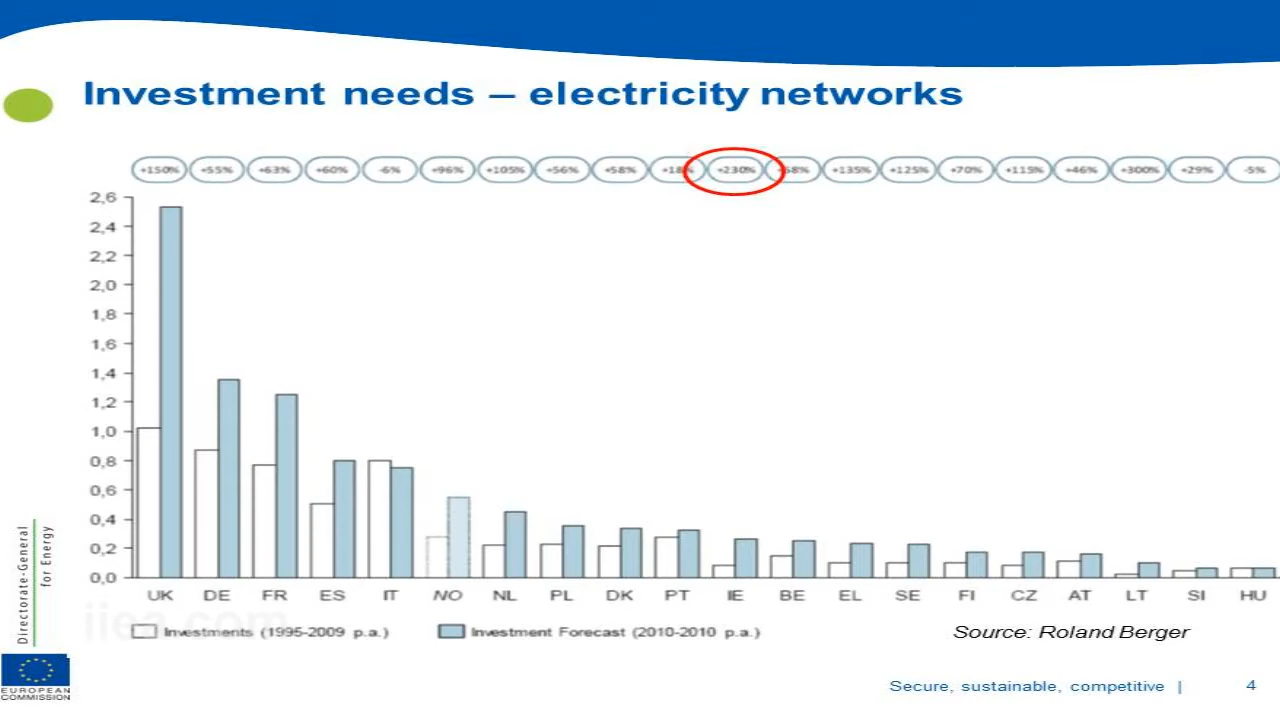 Investment needs – electricity networks
+150% +55% +63% +60% -6% +96% +105% +56% +58% +18% +230% +58% +135% +125% +70% +115% +46% +300% +29% -5%
2,6
2,4
2,2
2,0
1,8
1,6
1,4
1,2
1,0
0,8
0,6
0,4
0,2
0,0
UK DE FR ES IT NO NL PL DK PT IE BE EL SE FI CZ AT LT SI HU
iiea.com
Investments (1995-2009 p.a.) Investment Forecast (2010-2010 p.a.)
Source: Roland Berger
Directorate-General
for Energy
EUROPEAN
COMMISSION
Secure, sustainable, competitive | 4